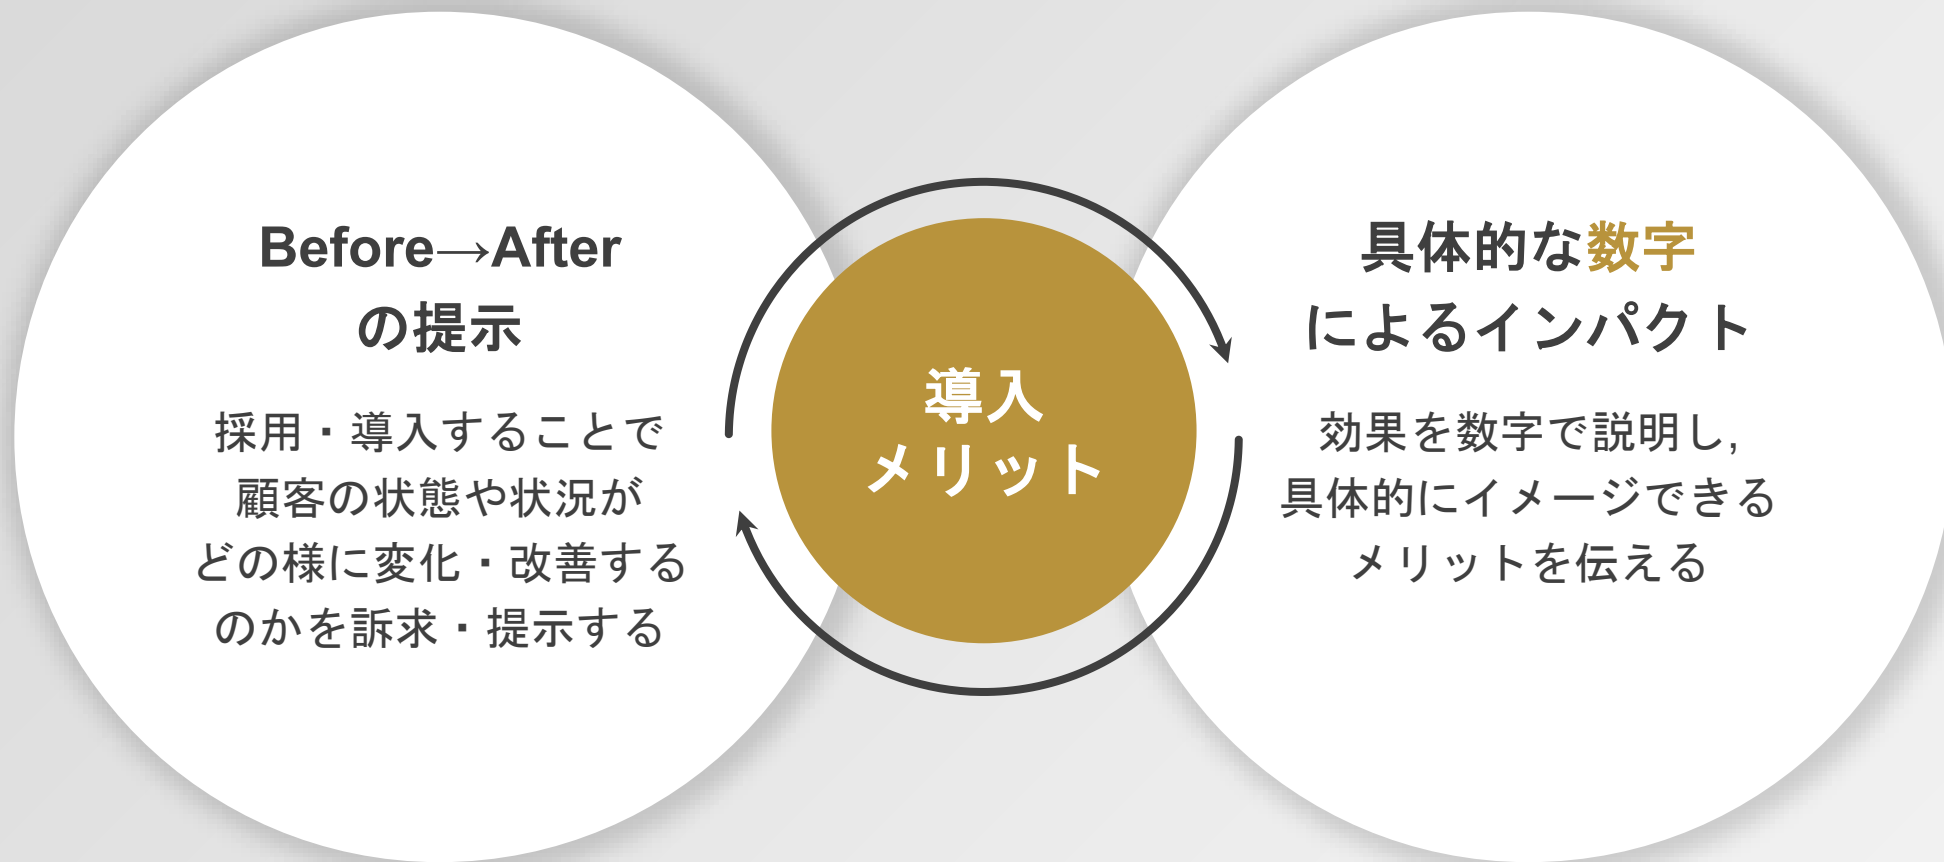 Before→After
の提示
採用・導入することで
顧客の状態や状況が
どの様に変化・改善する
のかを訴求・提示する
導入
メリット
具体的な数字
によるインパクト
効果を数字で説明し,
具体的にイメージできる
メリットを伝える